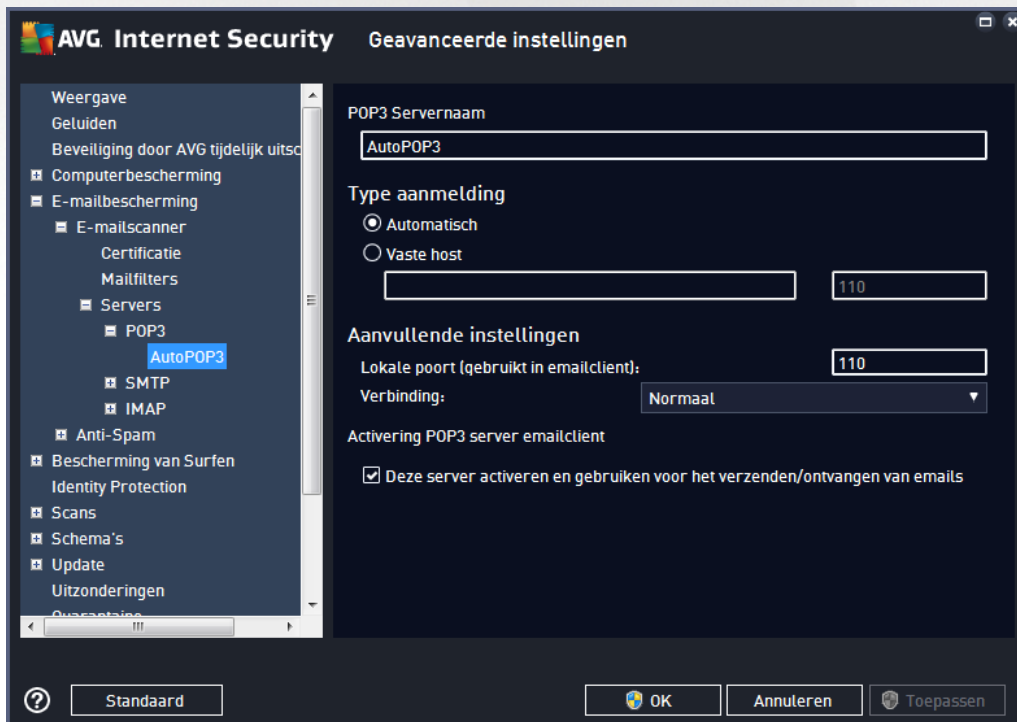 AVG Internet Security Geavanceerde instellingen
Weergave
Geluiden
Beveiliging door AVG tijdelijk uitsc
Computerbescherming
E-mailbescherming
E-mailscanner
Certificatie
Mailfilters
Servers
POP3
AutoPOP3
SMTP
IMAP
Anti-Spam
Bescherming van Surfen
Identity Protection
Scans
Schema's
Update
Uitzonderingen
Quarantaine
POP3 Servernaam
AutoPOP3
Type aanmelding
Automatisch
Vaste host
110
Aanvullende instellingen
Lokale poort (gebruikt in emailclient): 110
Verbinding: Normaal
Activering POP3 server emailclient
Deze server activeren en gebruiken voor het verzenden/ontvangen van emails
? Standaard OK Annuleren Toepassen